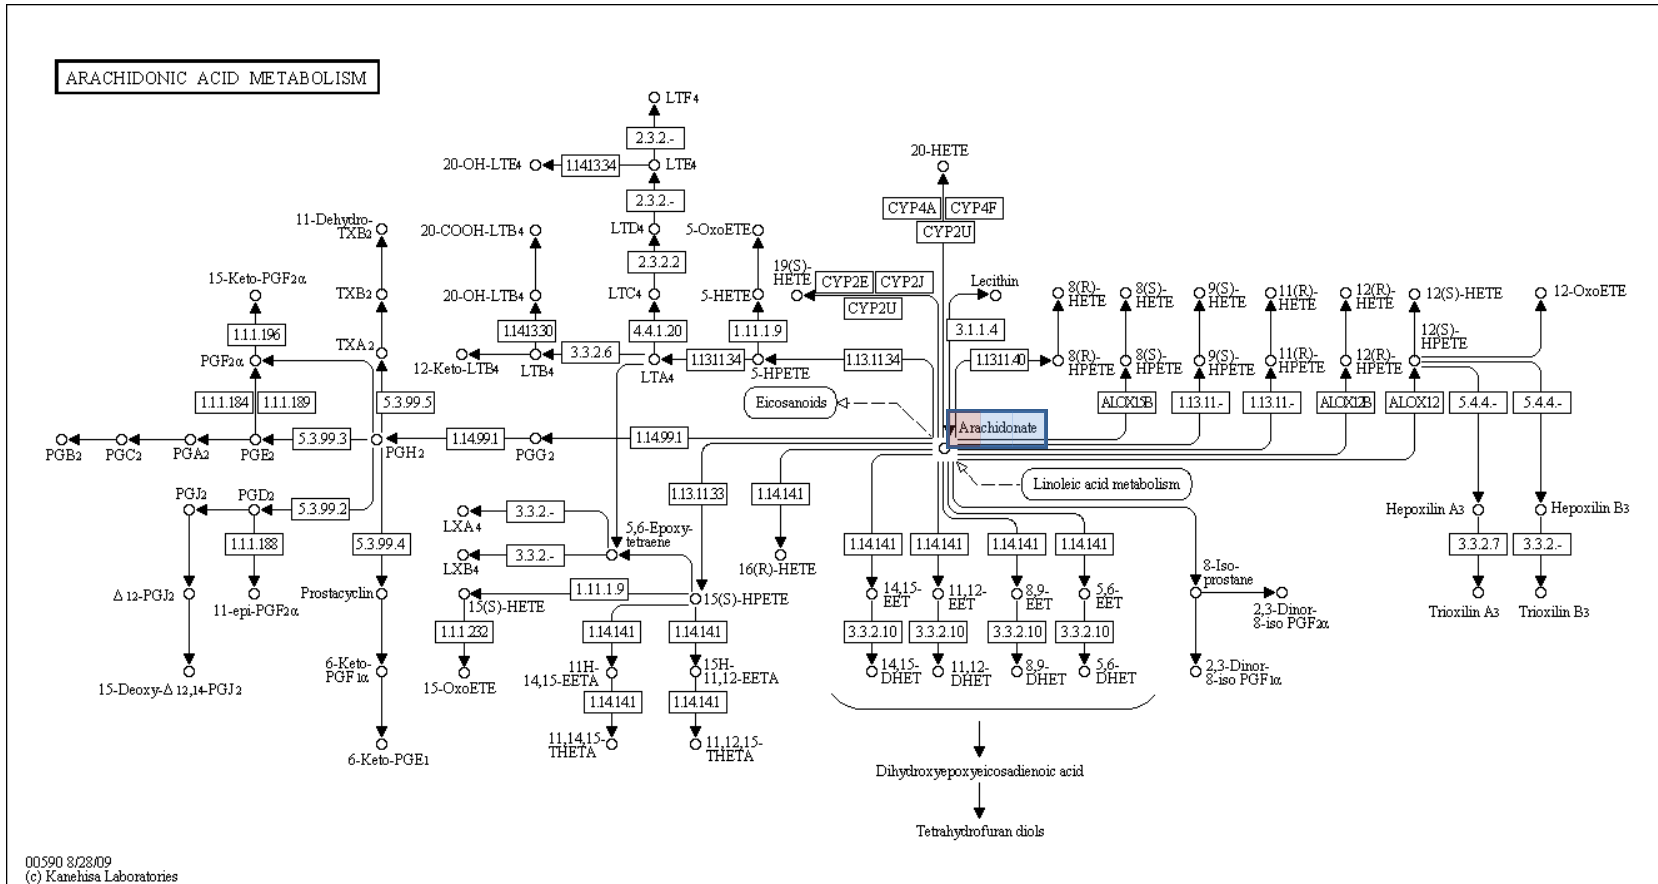 ARACHIDONIC ACID METABOLISM
LTF4
2.3.2.-
20-OH-LTE4
1.14.13.34
LTE4
20-HETE
2.3.2.-
CYP4A
CYP4F
CYP2U
11-Dehydro-
TXB2
20-COOH-LTB4
LTD4
5-OxoETE
2.3.2.2
15-Keto-PGF2α
19(S)-
HETE
CYP2E
CYP2J
CYP2U
Lecithin
TXB2
20-OH-LTB4
LTC4
5-HETE
8(R)-
HETE
8(S)-
HETE
9(S)-
HETE
11(R)-
HETE
12(R)-
HETE
12(S)-HETE
12-OxoETE
1.1.1.196
1.14.13.30
4.4.1.20
1.11.1.9
3.1.1.4
12(S)-
HPETE
TXA2
PGF2α
12-Keto-LTB4
LTB4
3.3.2.6
LTA4
1.13.11.34
5-HPETE
1.13.11.34
1.13.11.40
8(R)-
HPETE
8(S)-
HPETE
9(S)-
HPETE
11(R)-
HPETE
12(R)-
HPETE
1.1.1.184
1.1.1.189
5.3.99.5
Eicosanoids
ALOX15B
1.13.11.-
1.13.11.-
ALOX12B
ALOX12
5.4.4.-
5.4.4.-
Arachidonate
PGB2
PGC2
PGA2
PGE2
5.3.99.3
PGH2
1.14.99.1
PGG2
1.14.99.1
Linoleic acid metabolism
PGJ2
PGD2
5.3.99.2
1.13.11.33
1.14.14.1
LXA4
3.3.2.-
5,6-Epoxy-
tetraene
Hepoxilin A3
Hepoxilin B3
1.1.1.188
5.3.99.4
LXB4
3.3.2.-
16(R)-HETE
1.14.14.1
1.14.14.1
1.14.14.1
1.14.14.1
8-Iso-
prostane
3.3.2.7
3.3.2.-
Δ12-PGJ2
11-epi-PGF2α
Prostacyclin
15(S)-HETE
1.11.1.9
15(S)-HPETE
14,15-
EET
11,12-
EET
8,9-
EET
5,6-
EET
2,3-Dinor-
8-iso PGF2α
Trioxilin A3
Trioxilin B3
1.1.1.232
1.14.14.1
1.14.14.1
3.3.2.10
3.3.2.10
3.3.2.10
3.3.2.10
6-Keto-
PGF1α
15-Deoxy-Δ12,14-PGJ2
15-OxoETE
11H-
14,15-EETA
15H-
11,12-EETA
14,15-
DHET
11,12-
DHET
8,9-
DHET
5,6-
DHET
2,3-Dinor-
8-iso PGF1α
1.14.14.1
1.14.14.1
6-Keto-PGE1
11,14,15-
THETA
11,12,15-
THETA
Dihydroxyepoxyeicosadienoic acid
Tetrahydrofuran diols
00590 8/28/09
(c) Kanehisa Laboratories